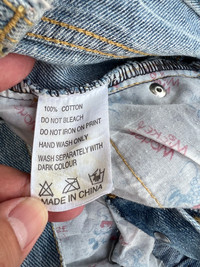 100% COTTON
DO NOT BLEACH
DO NOT IRON ON PRINT
HAND WASH ONLY
WASH SEPARATELY WITH
DARK COLOUR
MADE IN CHINA